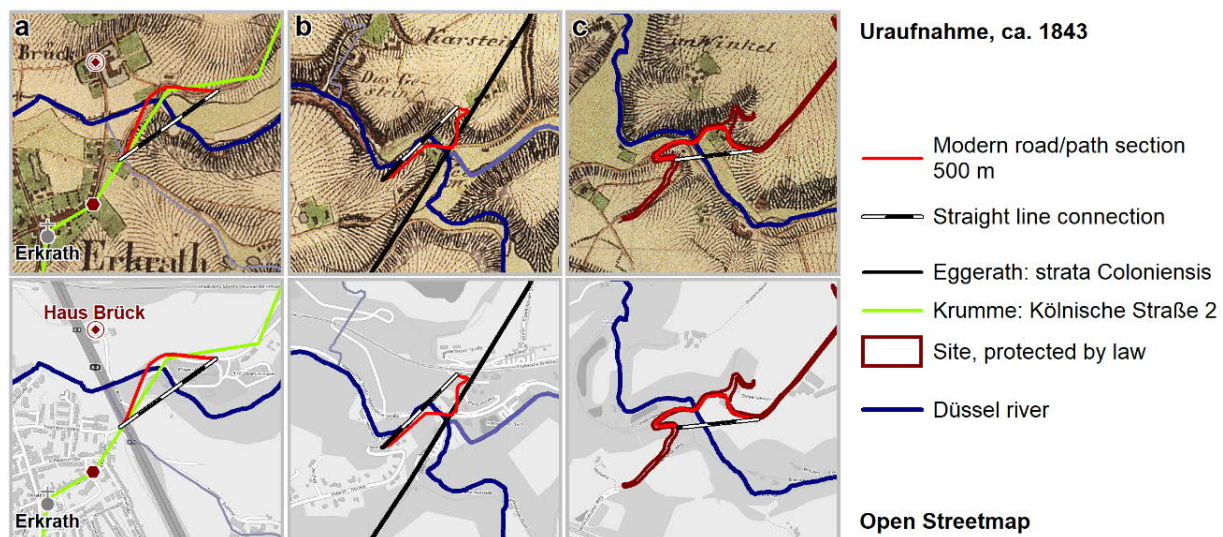 a
Brück
Erkrath
Erkrath
b
Karstein
Das Ge-
stein
c
im Winkel
Haus Brück
Erkrath
Uraufnahme, ca. 1843
Modern road/path section
500 m
Straight line connection
Eggerath: strata Coloniensis
Krumme: Kölnische Straße 2
Site, protected by law
Düssel river
Open Streetmap